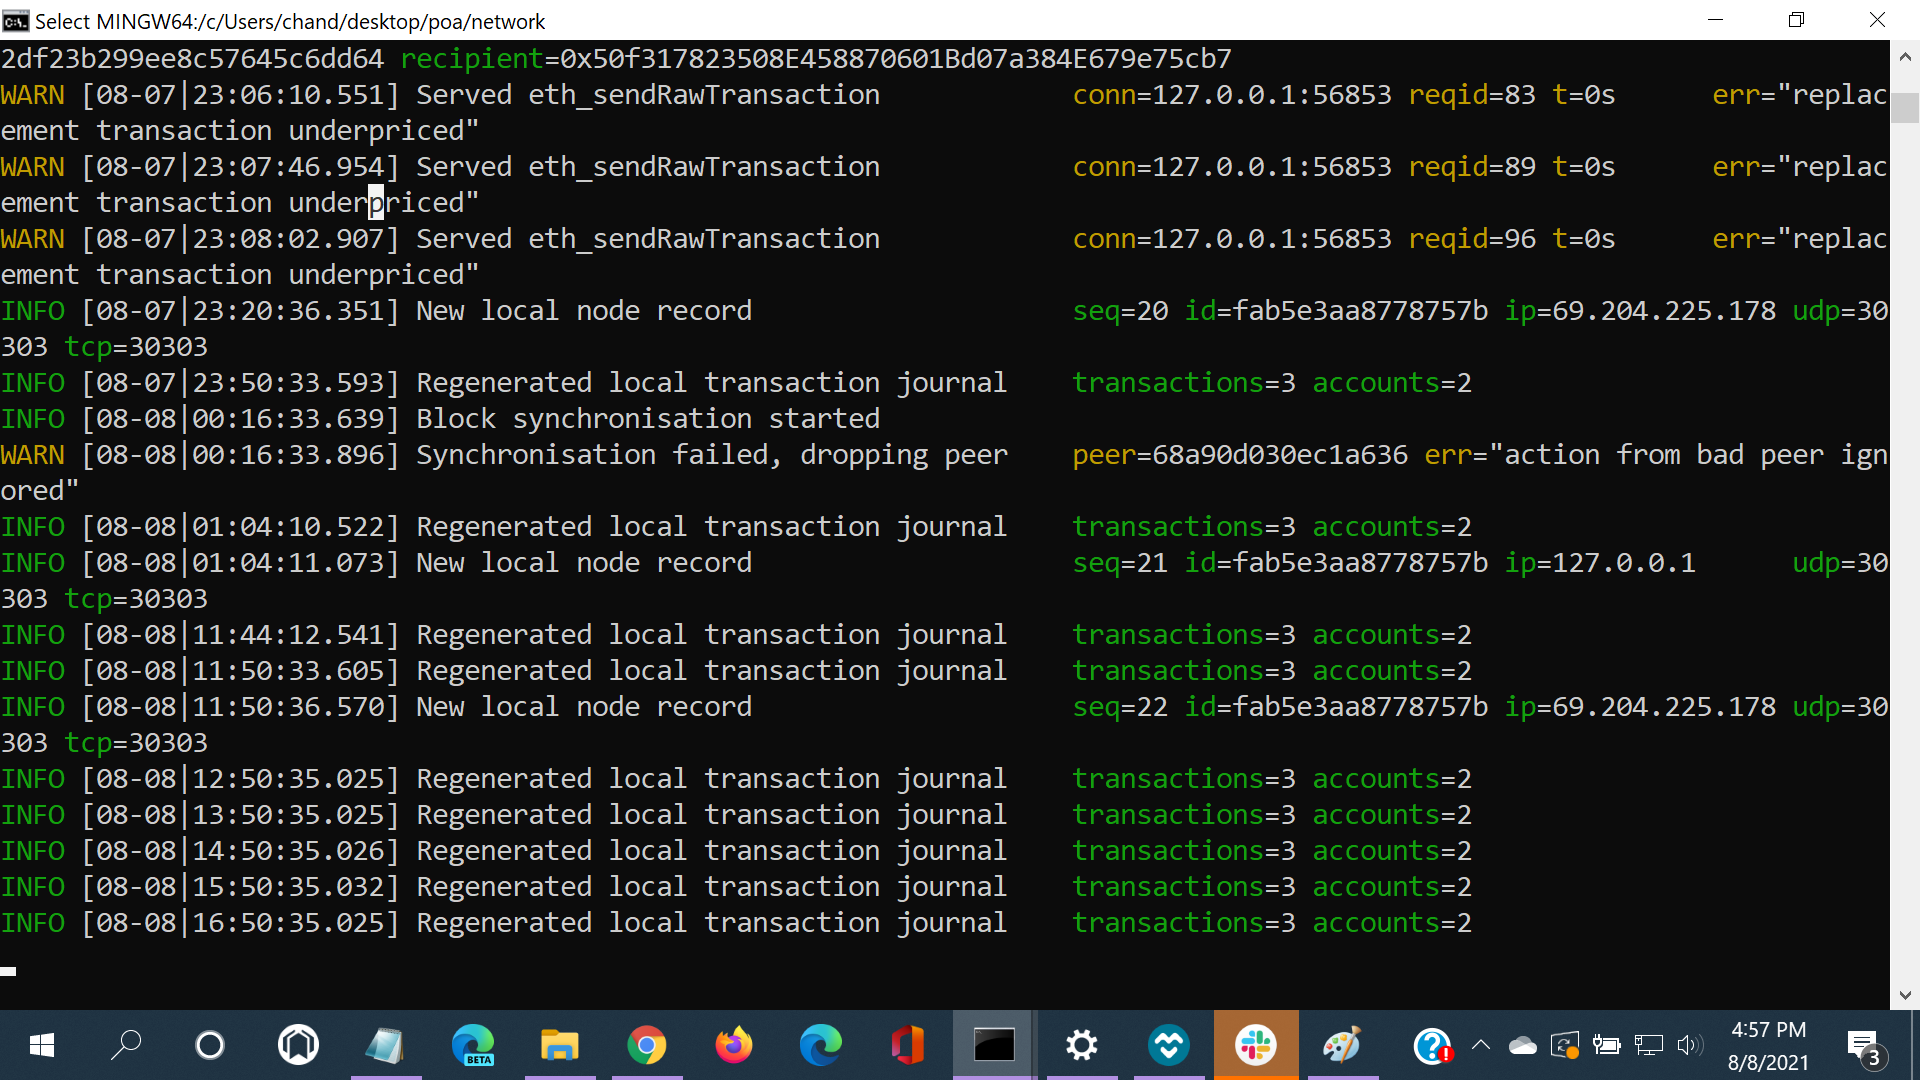 Select MINGW64:/c/Users/chand/desktop/poa/network
2df23b299ee8c57645c6dd64 recipient=0x50f317823508E458870601Bd07a384E679e75cb7
WARN [08-07|23:06:10.551] Served eth_sendRawTransaction            conn=127.0.0.1:56853 reqid=83 t=0s      err="replac
ement transaction underpriced"
WARN [08-07|23:07:46.954] Served eth_sendRawTransaction            conn=127.0.0.1:56853 reqid=89 t=0s      err="replac
ement transaction underpriced"
WARN [08-07|23:08:02.907] Served eth_sendRawTransaction            conn=127.0.0.1:56853 reqid=96 t=0s      err="replac
ement transaction underpriced"
INFO [08-07|23:20:36.351] New local node record                    seq=20 id=fab5e3aa8778757b ip=69.204.225.178 udp=30
303 tcp=30303
INFO [08-07|23:50:33.593] Regenerated local transaction journal    transactions=3 accounts=2
INFO [08-08|00:16:33.639] Block synchronisation started
WARN [08-08|00:16:33.896] Synchronisation failed, dropping peer    peer=68a90d030ec1a636 err="action from bad peer ign
ored"
INFO [08-08|01:04:10.522] Regenerated local transaction journal    transactions=3 accounts=2
INFO [08-08|01:04:11.073] New local node record                    seq=21 id=fab5e3aa8778757b ip=127.0.0.1      udp=30
303 tcp=30303
INFO [08-08|11:44:12.541] Regenerated local transaction journal    transactions=3 accounts=2
INFO [08-08|11:50:33.605] Regenerated local transaction journal    transactions=3 accounts=2
INFO [08-08|11:50:36.570] New local node record                    seq=22 id=fab5e3aa8778757b ip=69.204.225.178 udp=30
303 tcp=30303
INFO [08-08|12:50:35.025] Regenerated local transaction journal    transactions=3 accounts=2
INFO [08-08|13:50:35.025] Regenerated local transaction journal    transactions=3 accounts=2
INFO [08-08|14:50:35.026] Regenerated local transaction journal    transactions=3 accounts=2
INFO [08-08|15:50:35.032] Regenerated local transaction journal    transactions=3 accounts=2
INFO [08-08|16:50:35.025] Regenerated local transaction journal    transactions=3 accounts=2
BETA
4:57 PM
8/8/2021
3